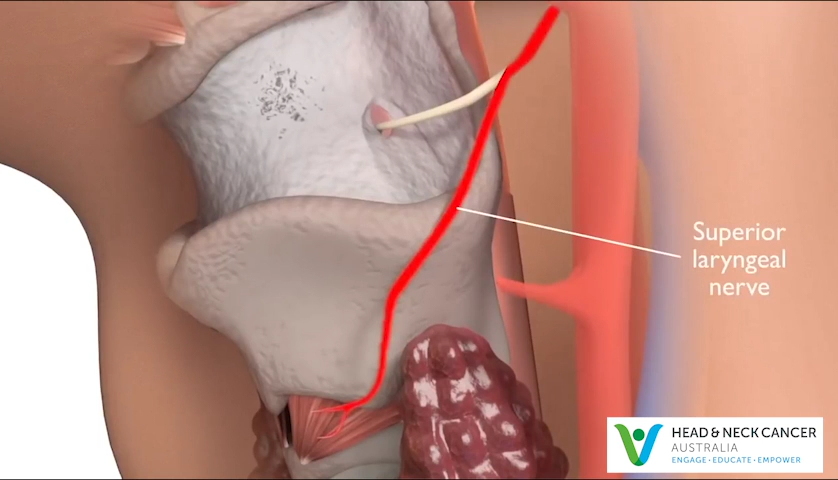 Superior
laryngeal
nerve
HEAD & NECK CANCER
AUSTRALIA
ENGAGE • EDUCATE • EMPOWER